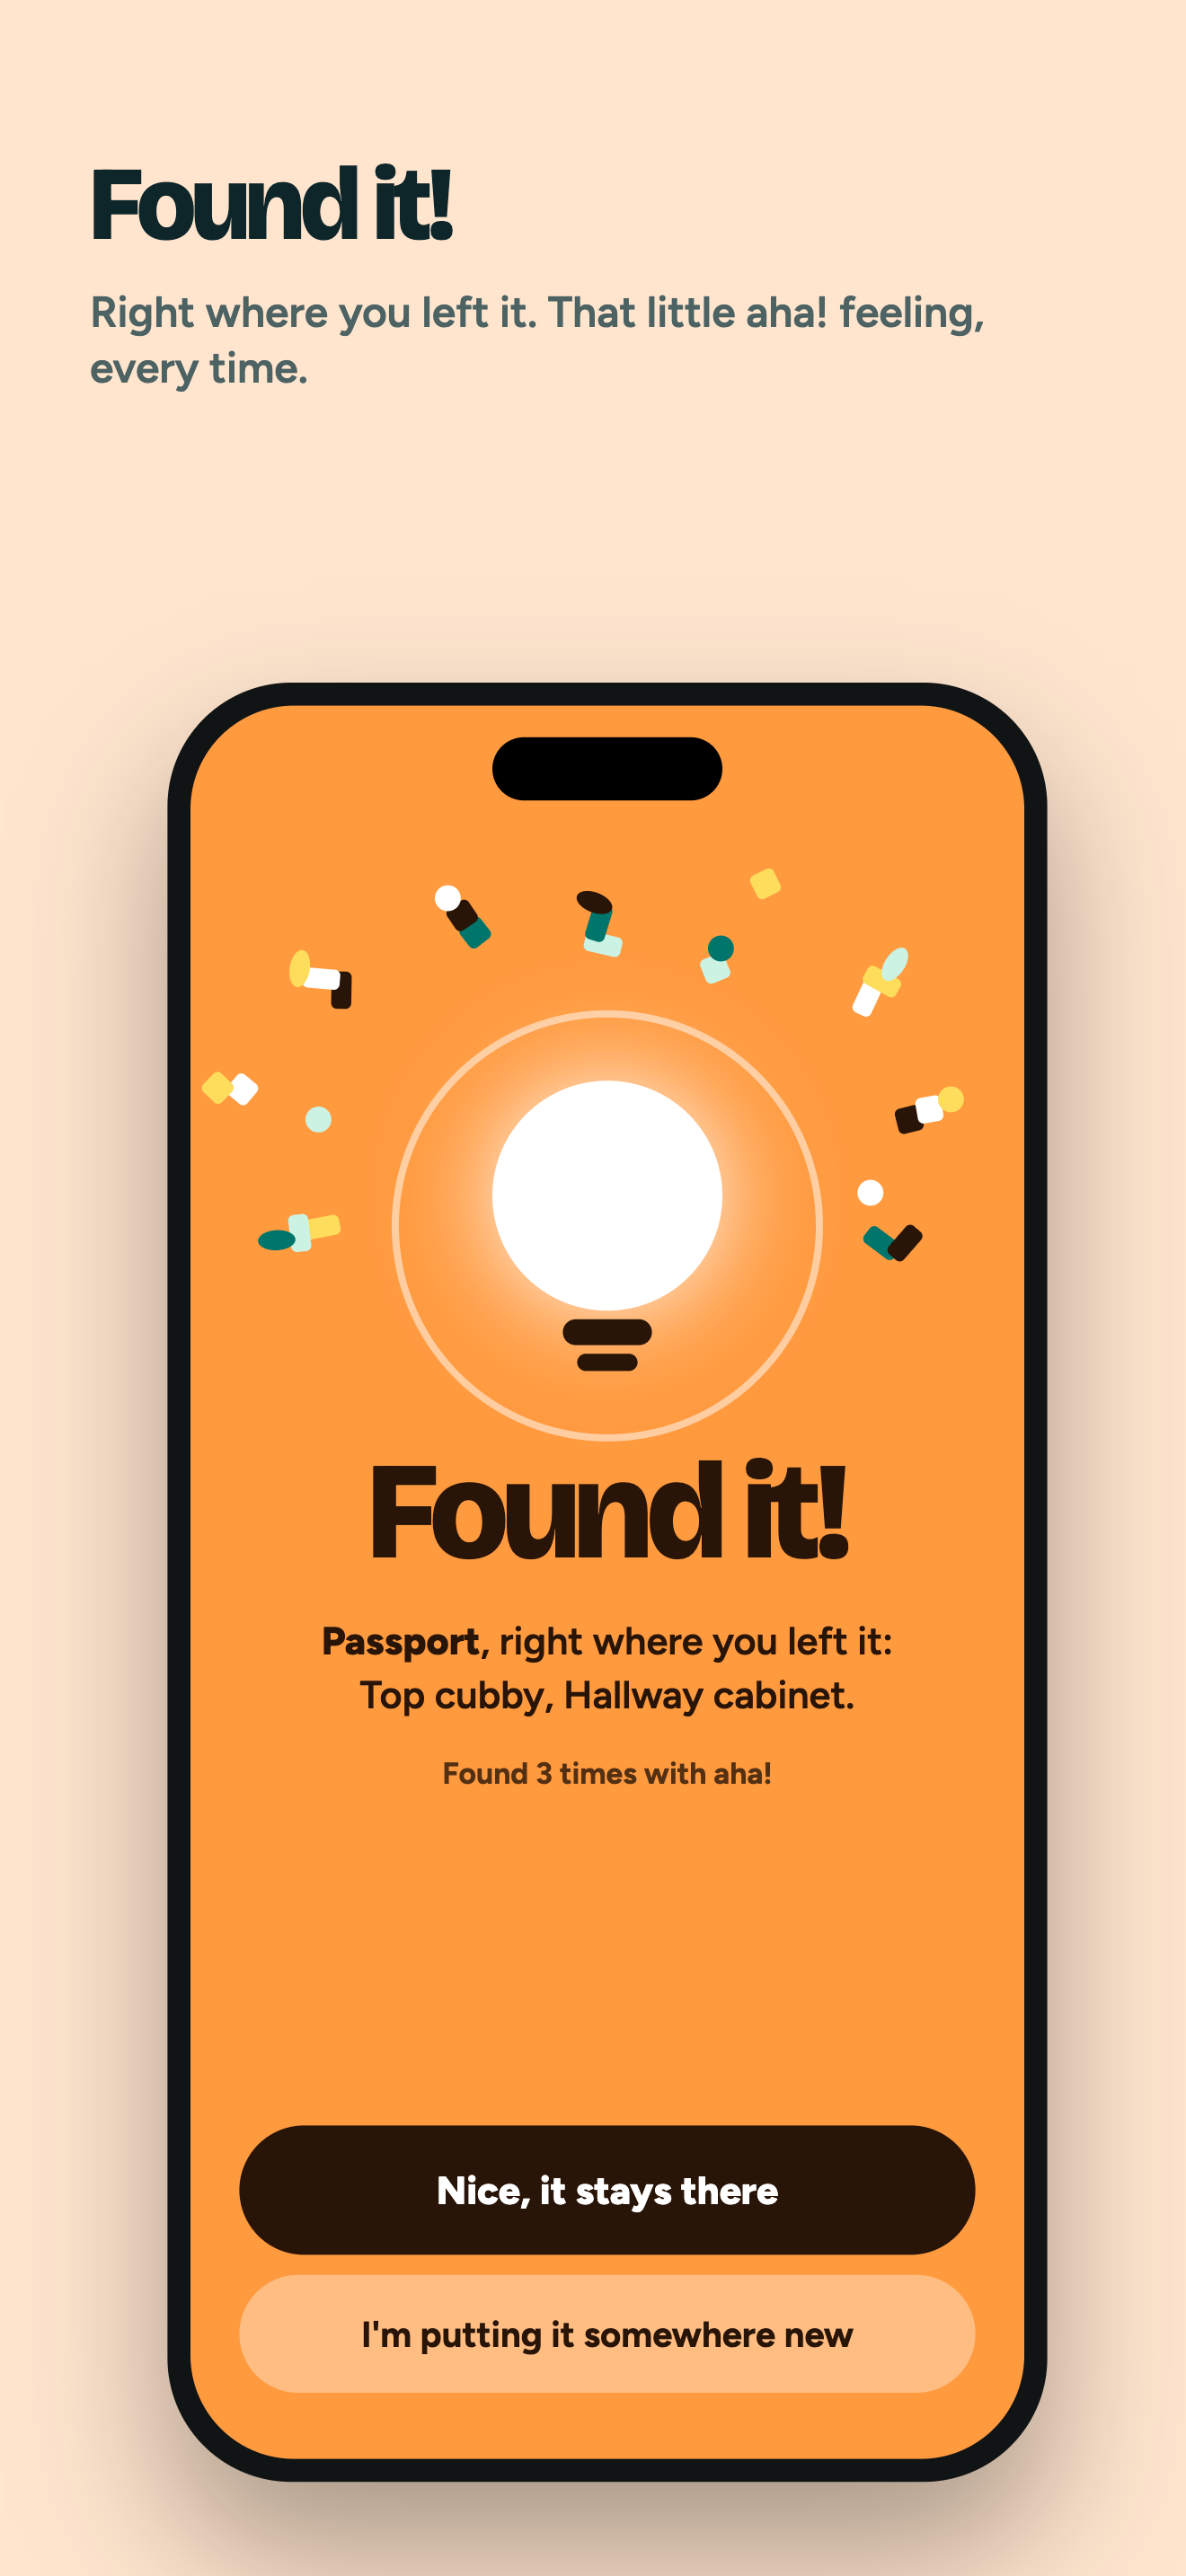 Found it!
Right where you left it. That little aha! feeling,
every time.
Found it!
Passport, right where you left it:
Top cubby, Hallway cabinet.
Found 3 times with aha!
Nice, it stays there
I'm putting it somewhere new